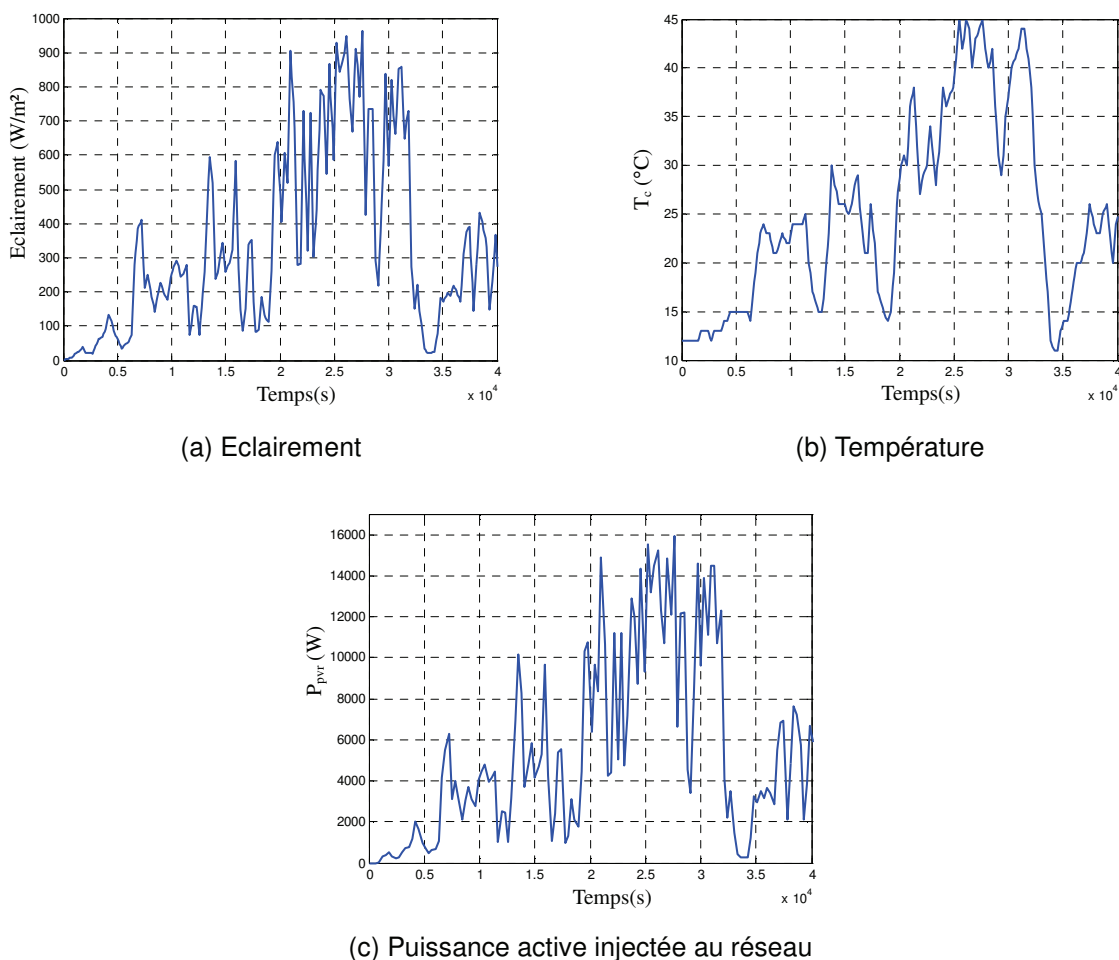 1000
900
800
700
600
500
400
300
200
100
0
Eclairement (W/m²)
0 0.5 1 1.5 2 2.5 3 3.5 4
Temps(s)
x 10⁴
(a) Eclairement
45
40
35
30
25
20
15
10
T_c (°C)
0 0.5 1 1.5 2 2.5 3 3.5 4
Temps(s)
x 10⁴
(b) Température
16000
14000
12000
10000
8000
6000
4000
2000
0
P_pvr (W)
0 0.5 1 1.5 2 2.5 3 3.5 4
Temps(s)
x 10⁴
(c) Puissance active injectée au réseau